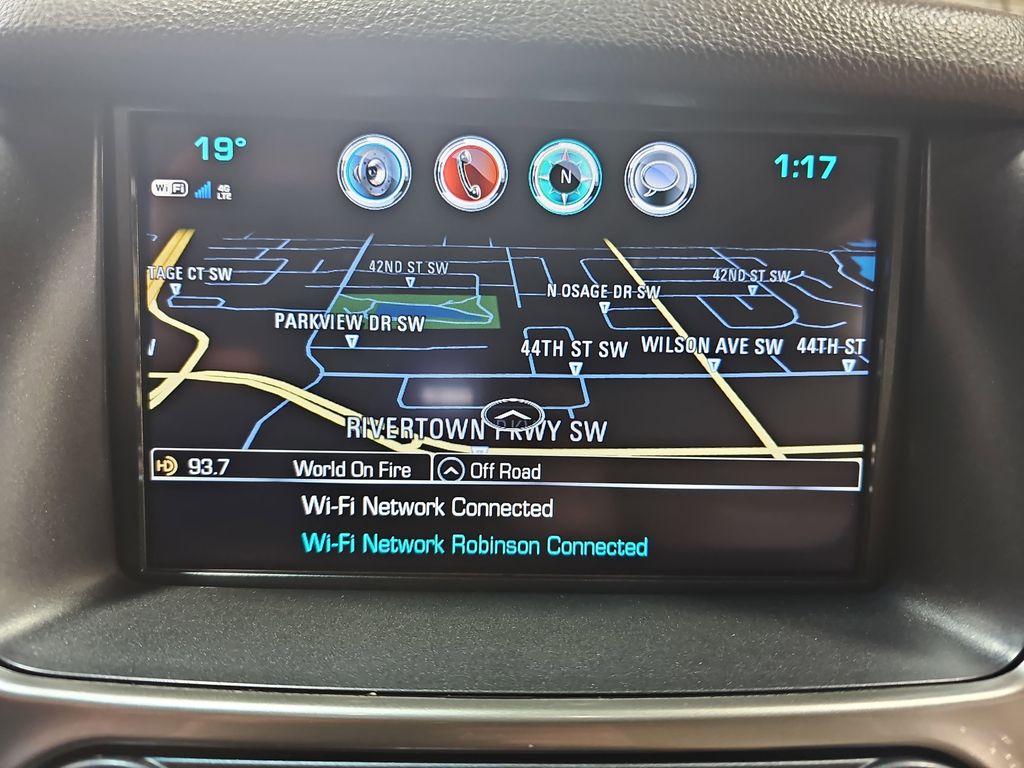 19°
1:17
WiFi
4G
LTE
N
TAGE CT SW
42ND ST SW
42ND ST SW
N OSAGE DR SW
PARKVIEW DR SW
44TH ST SW
WILSON AVE SW
44TH ST
RIVERTOWN PKWY SW
HD 93.7 World On Fire Off Road
Wi-Fi Network Connected
Wi-Fi Network Robinson Connected